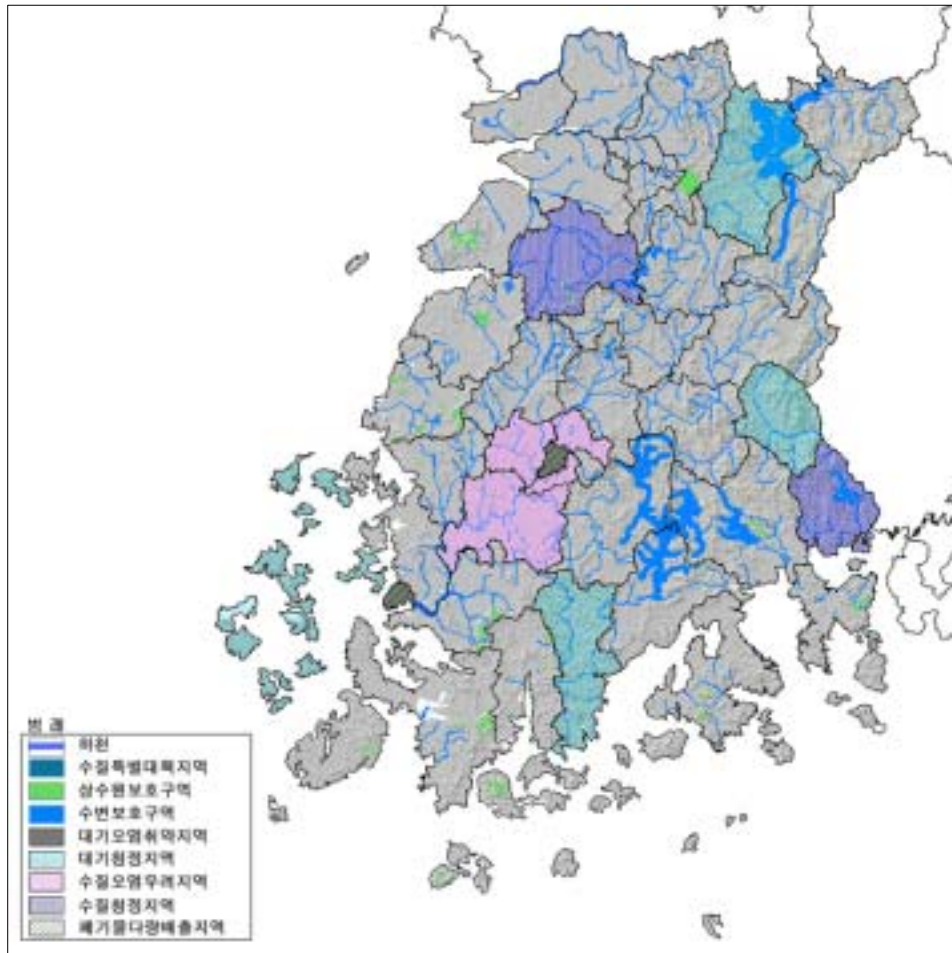 범 례
하천
수질특별대책지역
상수원보호구역
수변보호구역
대기오염취약지역
대기청정지역
수질오염우려지역
수질청정지역
폐기물다량배출지역